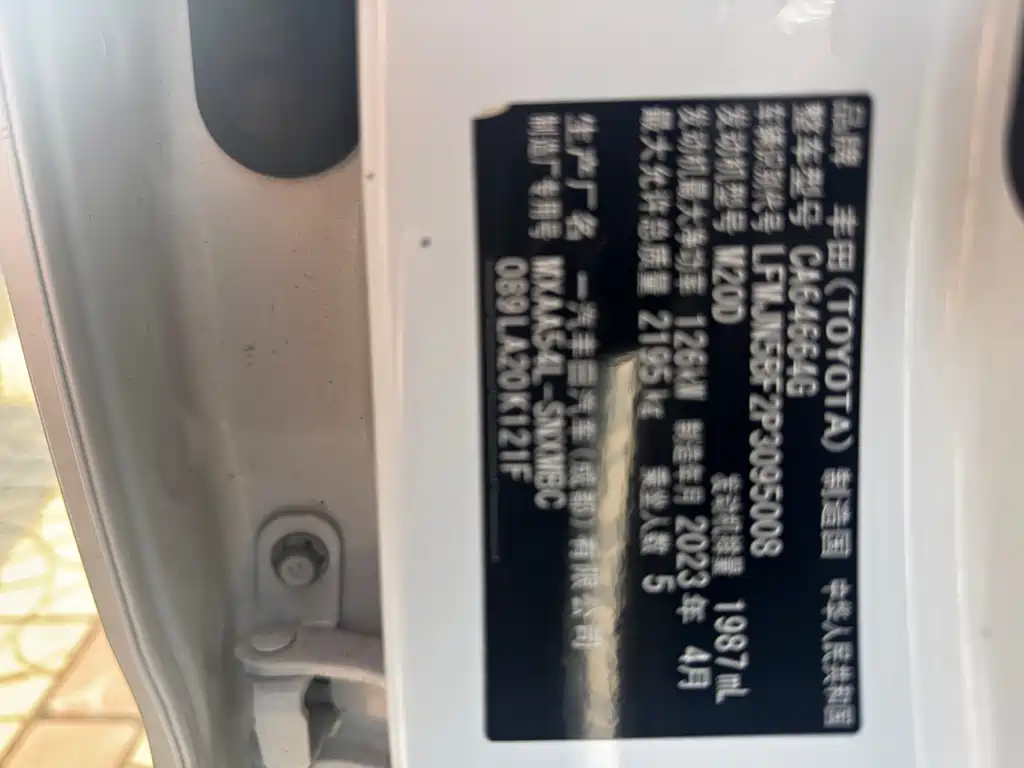 品牌 丰田(TOYOTA) 制造国 中华人民共和国
整车型号 CA64664G
车辆识别代号 LFMJN5BF2P3095008
发动机型号 M20D 发动机排量 1987mL
发动机最大净功率 126kW 制造年月 2023年 4月
最大允许总质量 2195kg 乘坐人数 5
生产厂名 一汽丰田汽车(成都)有限公司
制造厂专用号 MXAA54L-SNXXMBC
089LA20K121F